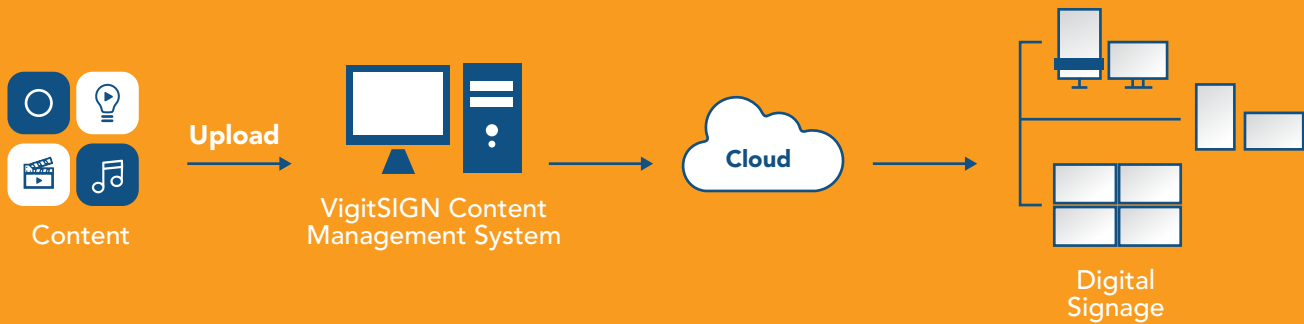 Content
Upload
VigitSIGN Content
Management System
Cloud
Digital
Signage